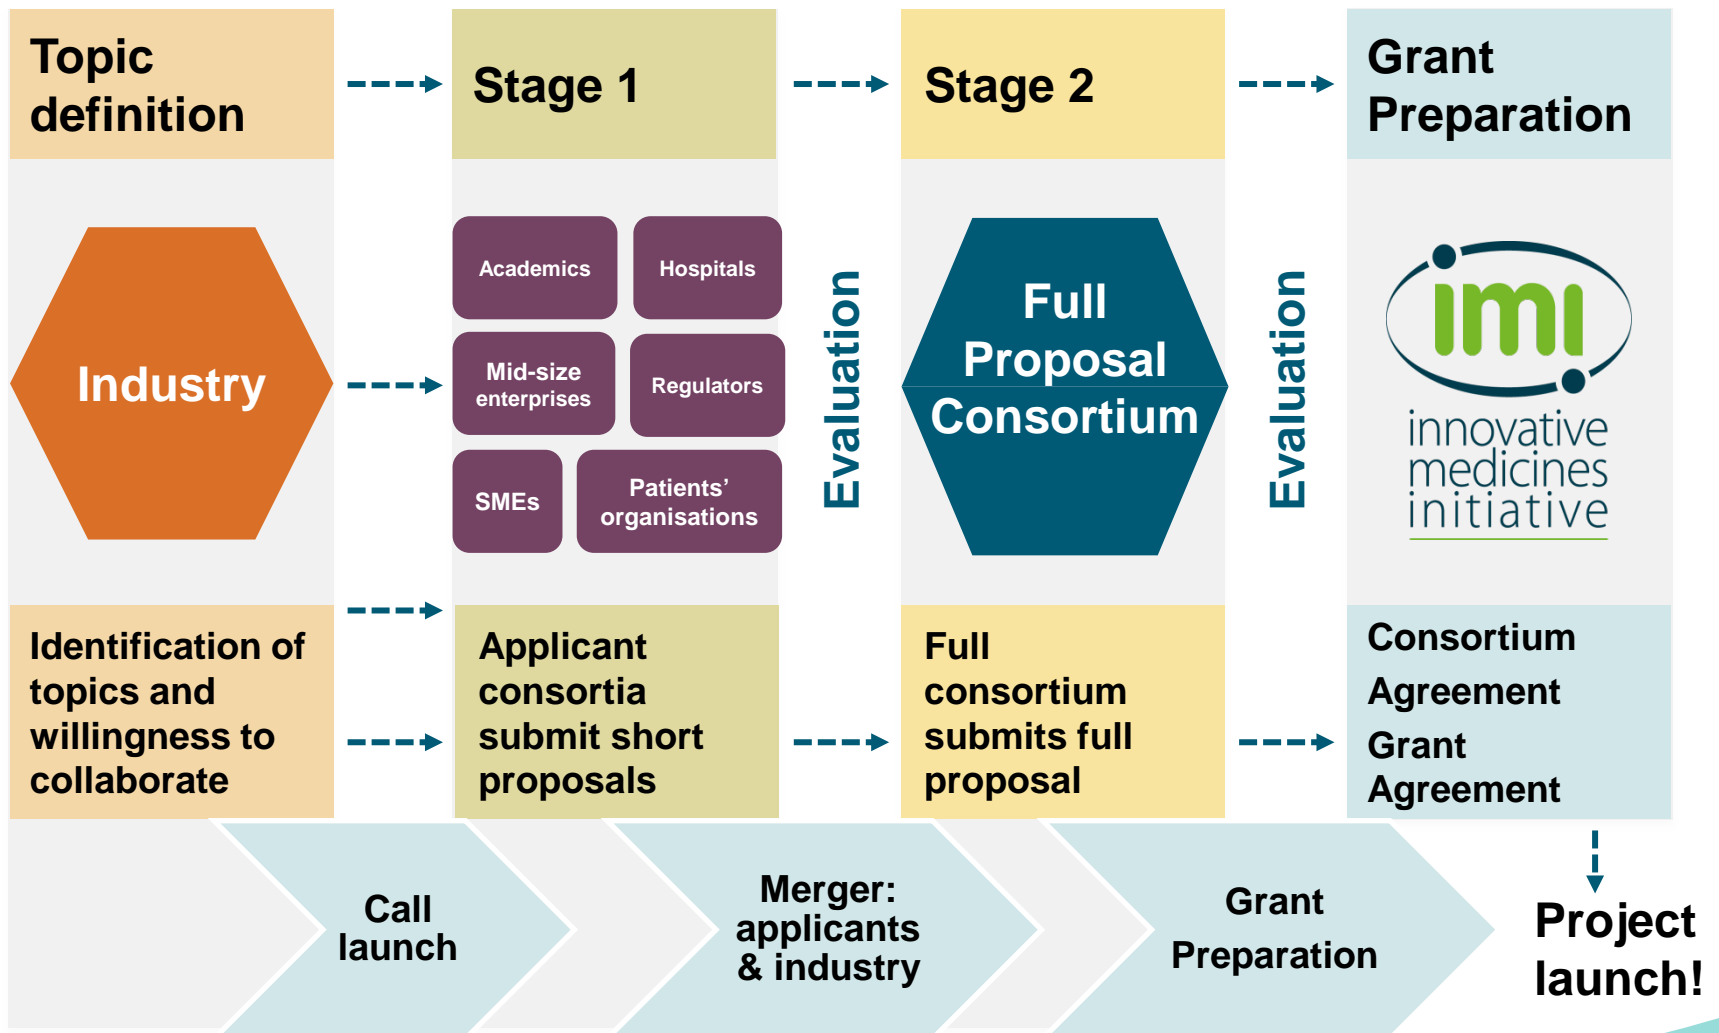 Topic
definition
Stage 1
Stage 2
Grant
Preparation
Industry
Academics
Hospitals
Mid-size
enterprises
Regulators
SMEs
Patients’
organisations
Evaluation
Full
Proposal
Consortium
Evaluation
imi
innovative
medicines
initiative
Identification of
topics and
willingness to
collaborate
Applicant
consortia
submit short
proposals
Full
consortium
submits full
proposal
Consortium
Agreement
Grant
Agreement
Call
launch
Merger:
applicants
& industry
Grant
Preparation
Project
launch!